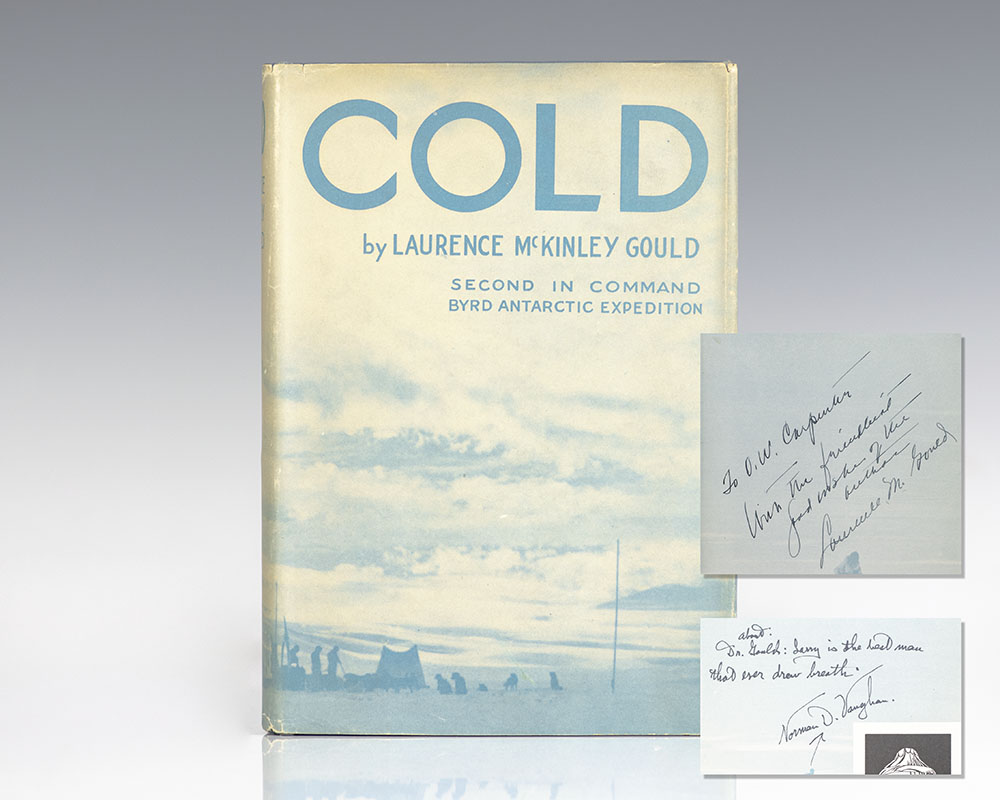 COLD
by LAURENCE McKINLEY GOULD
SECOND IN COMMAND
BYRD ANTARCTIC EXPEDITION
To O.W. Carpenter
With the friendliest
good wishes of the
author
Laurence M. Gould
about.
Dr. Gould: Larry is the best man
that ever drew breath.
Norman D. Vaughan.